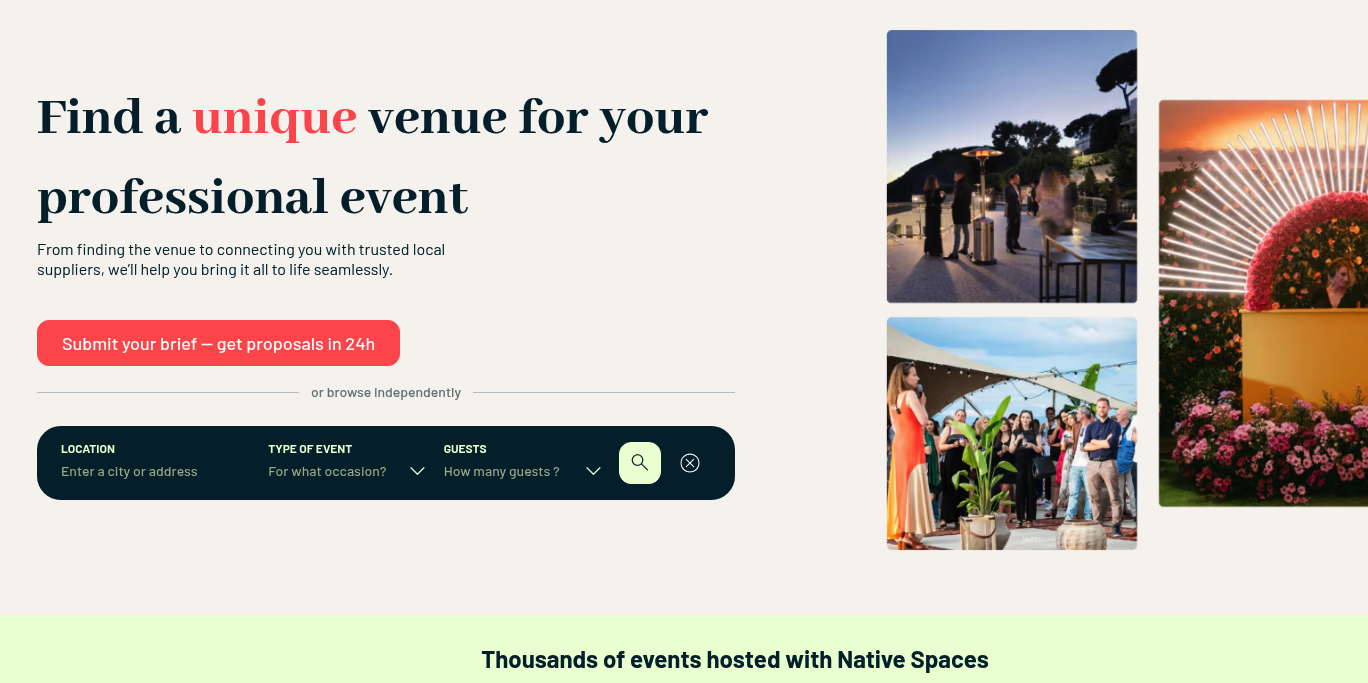 Find a unique venue for your
professional event
From finding the venue to connecting you with trusted local
suppliers, we’ll help you bring it all to life seamlessly.
Submit your brief — get proposals in 24h
or browse independently
LOCATION
Enter a city or address
TYPE OF EVENT
For what occasion?
GUESTS
How many guests ?
Thousands of events hosted with Native Spaces